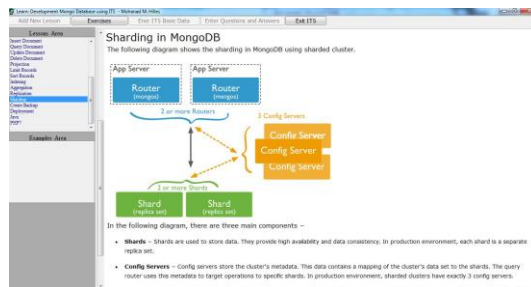 Learn Development Mongo Database using ITS - Mohanad M. Hilles
Add New Lesson
Exercises
Enter ITS Basic Data
Enter Questions and Answers
Exit ITS
Lessons Area
Insert Document
Query Document
Update Document
Delete Document
Projection
Limit Records
Sort Records
Indexing
Aggregation
Replication
Sharding
Create Backup
Deployment
Java
PHP
Examples Area
Sharding in MongoDB
The following diagram shows the sharding in MongoDB using sharded cluster.
App Server
App Server
Router
(mongos)
Router
(mongos)
2 or more Routers
3 Config Servers
Config Server
Config Server
Config Server
2 or more Shards
Shard
(replica set)
Shard
(replica set)
In the following diagram, there are three main components –
• Shards – Shards are used to store data. They provide high availability and data consistency. In production environment, each shard is a separate
replica set.
• Config Servers – Config servers store the cluster's metadata. This data contains a mapping of the cluster's data set to the shards. The query
router uses this metadata to target operations to specific shards. In production environment, sharded clusters have exactly 3 config servers.